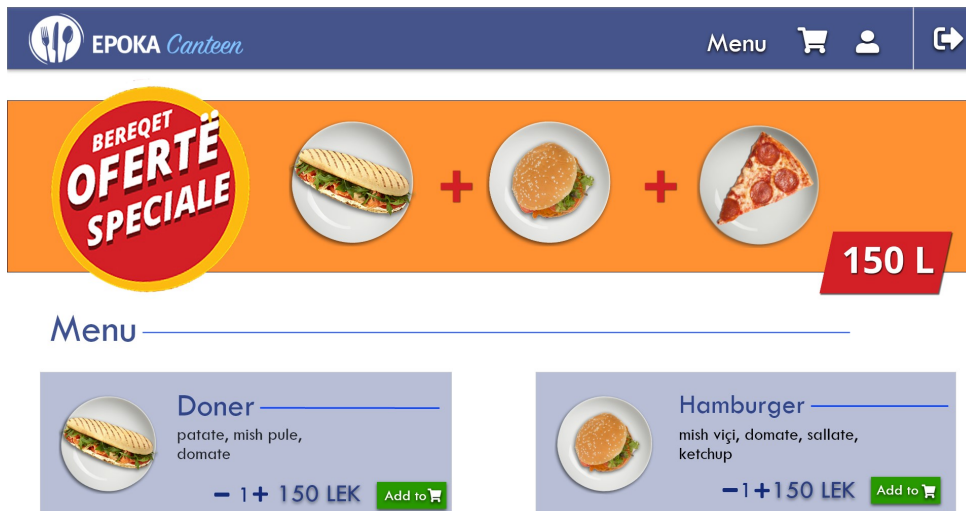 EPOKA Canteen
Menu
BEREQET
OFERTË
SPECIALE
+ +
150 L
Menu
Doner
patate, mish pule,
domate
- 1 + 150 LEK Add to
Hamburger
mish viçi, domate, sallate,
ketchup
- 1 + 150 LEK Add to